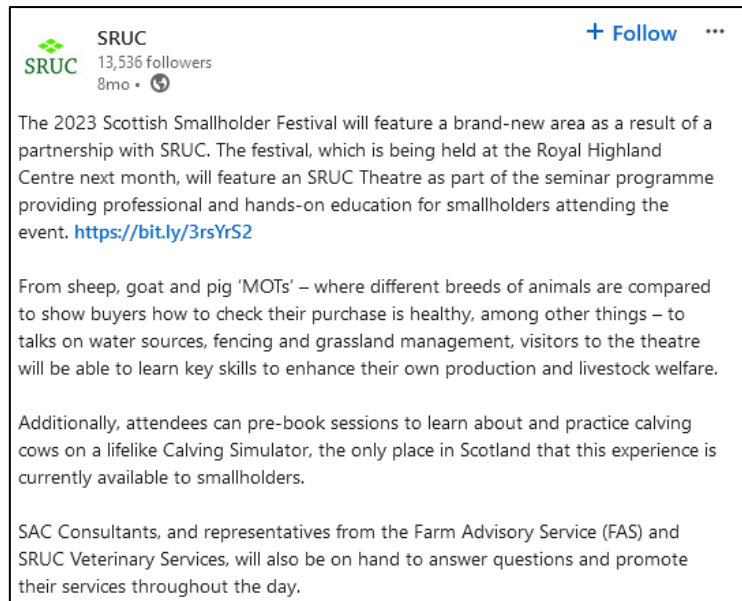 SRUC
SRUC
13,536 followers
8mo •
+ Follow ···
The 2023 Scottish Smallholder Festival will feature a brand-new area as a result of a
partnership with SRUC. The festival, which is being held at the Royal Highland
Centre next month, will feature an SRUC Theatre as part of the seminar programme
providing professional and hands-on education for smallholders attending the
event. https://bit.ly/3rsYrS2
From sheep, goat and pig ‘MOTs’ – where different breeds of animals are compared
to show buyers how to check their purchase is healthy, among other things – to
talks on water sources, fencing and grassland management, visitors to the theatre
will be able to learn key skills to enhance their own production and livestock welfare.
Additionally, attendees can pre-book sessions to learn about and practice calving
cows on a lifelike Calving Simulator, the only place in Scotland that this experience is
currently available to smallholders.
SAC Consultants, and representatives from the Farm Advisory Service (FAS) and
SRUC Veterinary Services, will also be on hand to answer questions and promote
their services throughout the day.